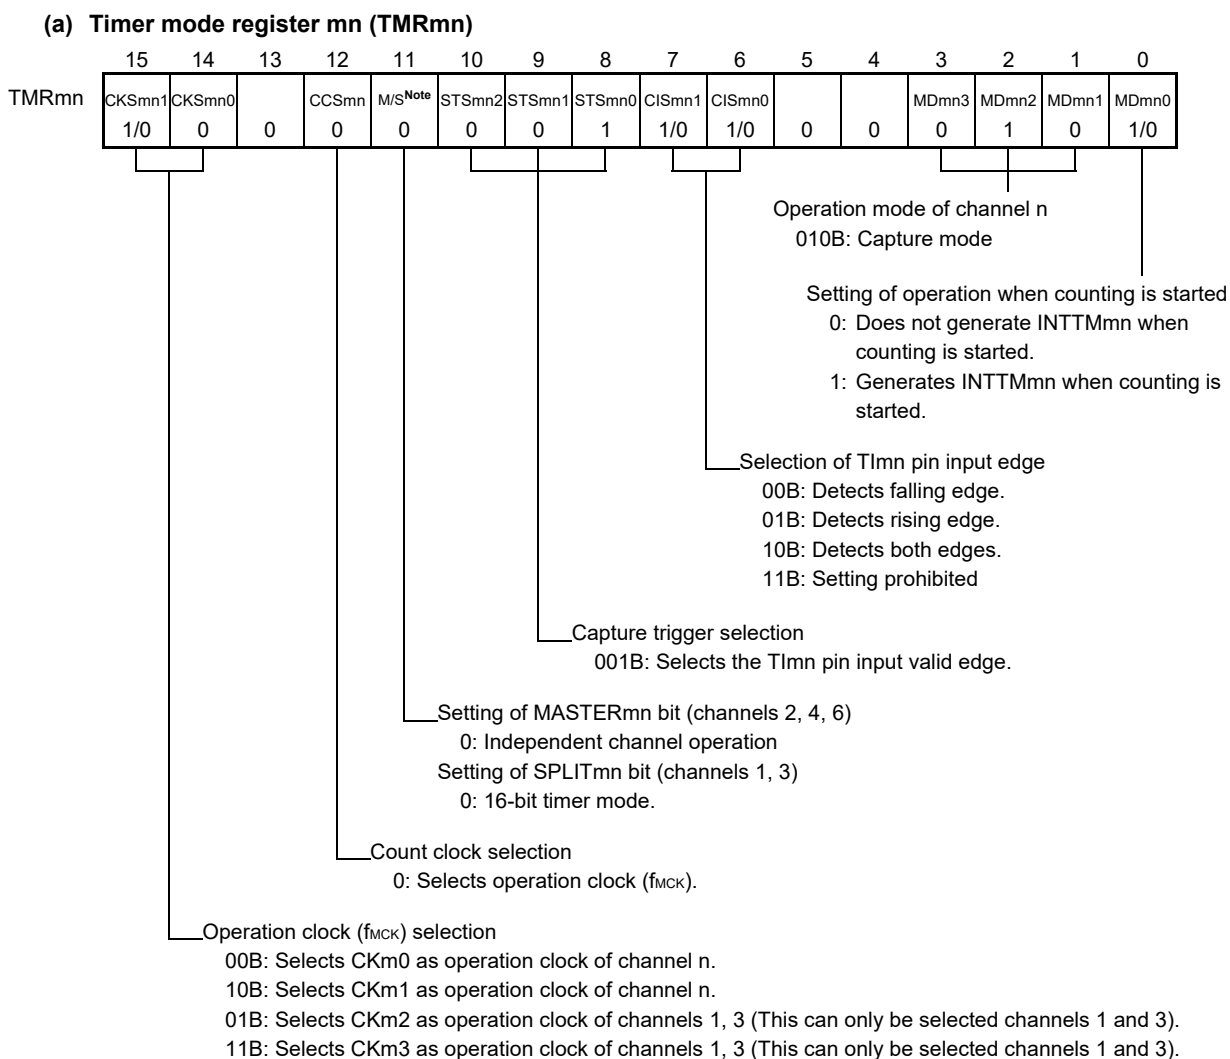 (a) Timer mode register mn (TMRmn)
15 14 13 12 11 10 9 8 7 6 5 4 3 2 1 0
TMRmn CKSmn1 CKSmn0 CCSmn M/SNote STSmn2 STSmn1 STSmn0 CISmn1 CISmn0 MDmn3 MDmn2 MDmn1 MDmn0
1/0 0 0 0 0 0 0 1 1/0 1/0 0 0 0 1 0 1/0
Operation mode of channel n
010B: Capture mode
Setting of operation when counting is started
0: Does not generate INTTMmn when
counting is started.
1: Generates INTTMmn when counting is
started.
Selection of TImn pin input edge
00B: Detects falling edge.
01B: Detects rising edge.
10B: Detects both edges.
11B: Setting prohibited
Capture trigger selection
001B: Selects the TImn pin input valid edge.
Setting of MASTERmn bit (channels 2, 4, 6)
0: Independent channel operation
Setting of SPLITmn bit (channels 1, 3)
0: 16-bit timer mode.
Count clock selection
0: Selects operation clock (fMCK).
Operation clock (fMCK) selection
00B: Selects CKm0 as operation clock of channel n.
10B: Selects CKm1 as operation clock of channel n.
01B: Selects CKm2 as operation clock of channels 1, 3 (This can only be selected channels 1 and 3).
11B: Selects CKm3 as operation clock of channels 1, 3 (This can only be selected channels 1 and 3).